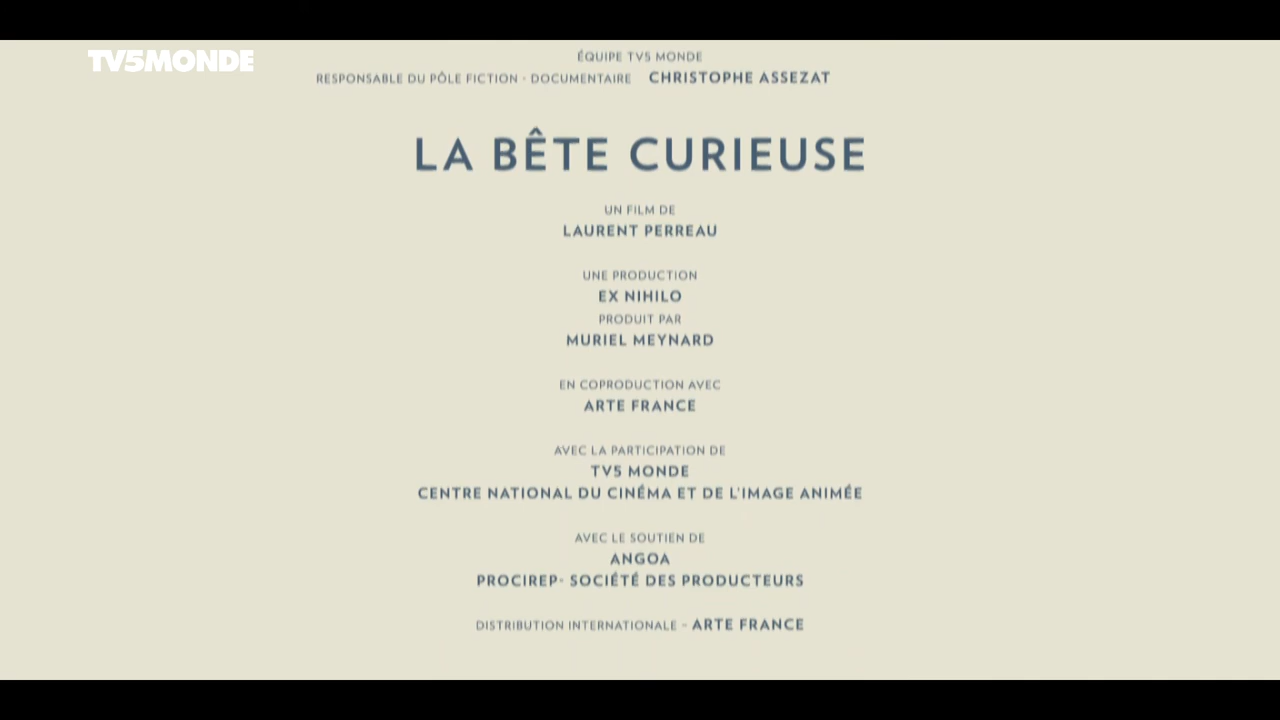 TV5MONDE
ÉQUIPE TV5 MONDE
RESPONSABLE DU PÔLE FICTION - DOCUMENTAIRE CHRISTOPHE ASSEZAT
LA BÊTE CURIEUSE
UN FILM DE
LAURENT PERREAU
UNE PRODUCTION
EX NIHILO
PRODUIT PAR
MURIEL MEYNARD
EN COPRODUCTION AVEC
ARTE FRANCE
AVEC LA PARTICIPATION DE
TV5 MONDE
CENTRE NATIONAL DU CINÉMA ET DE L'IMAGE ANIMÉE
AVEC LE SOUTIEN DE
ANGOA
PROCIREP- SOCIÉTÉ DES PRODUCTEURS
DISTRIBUTION INTERNATIONALE - ARTE FRANCE